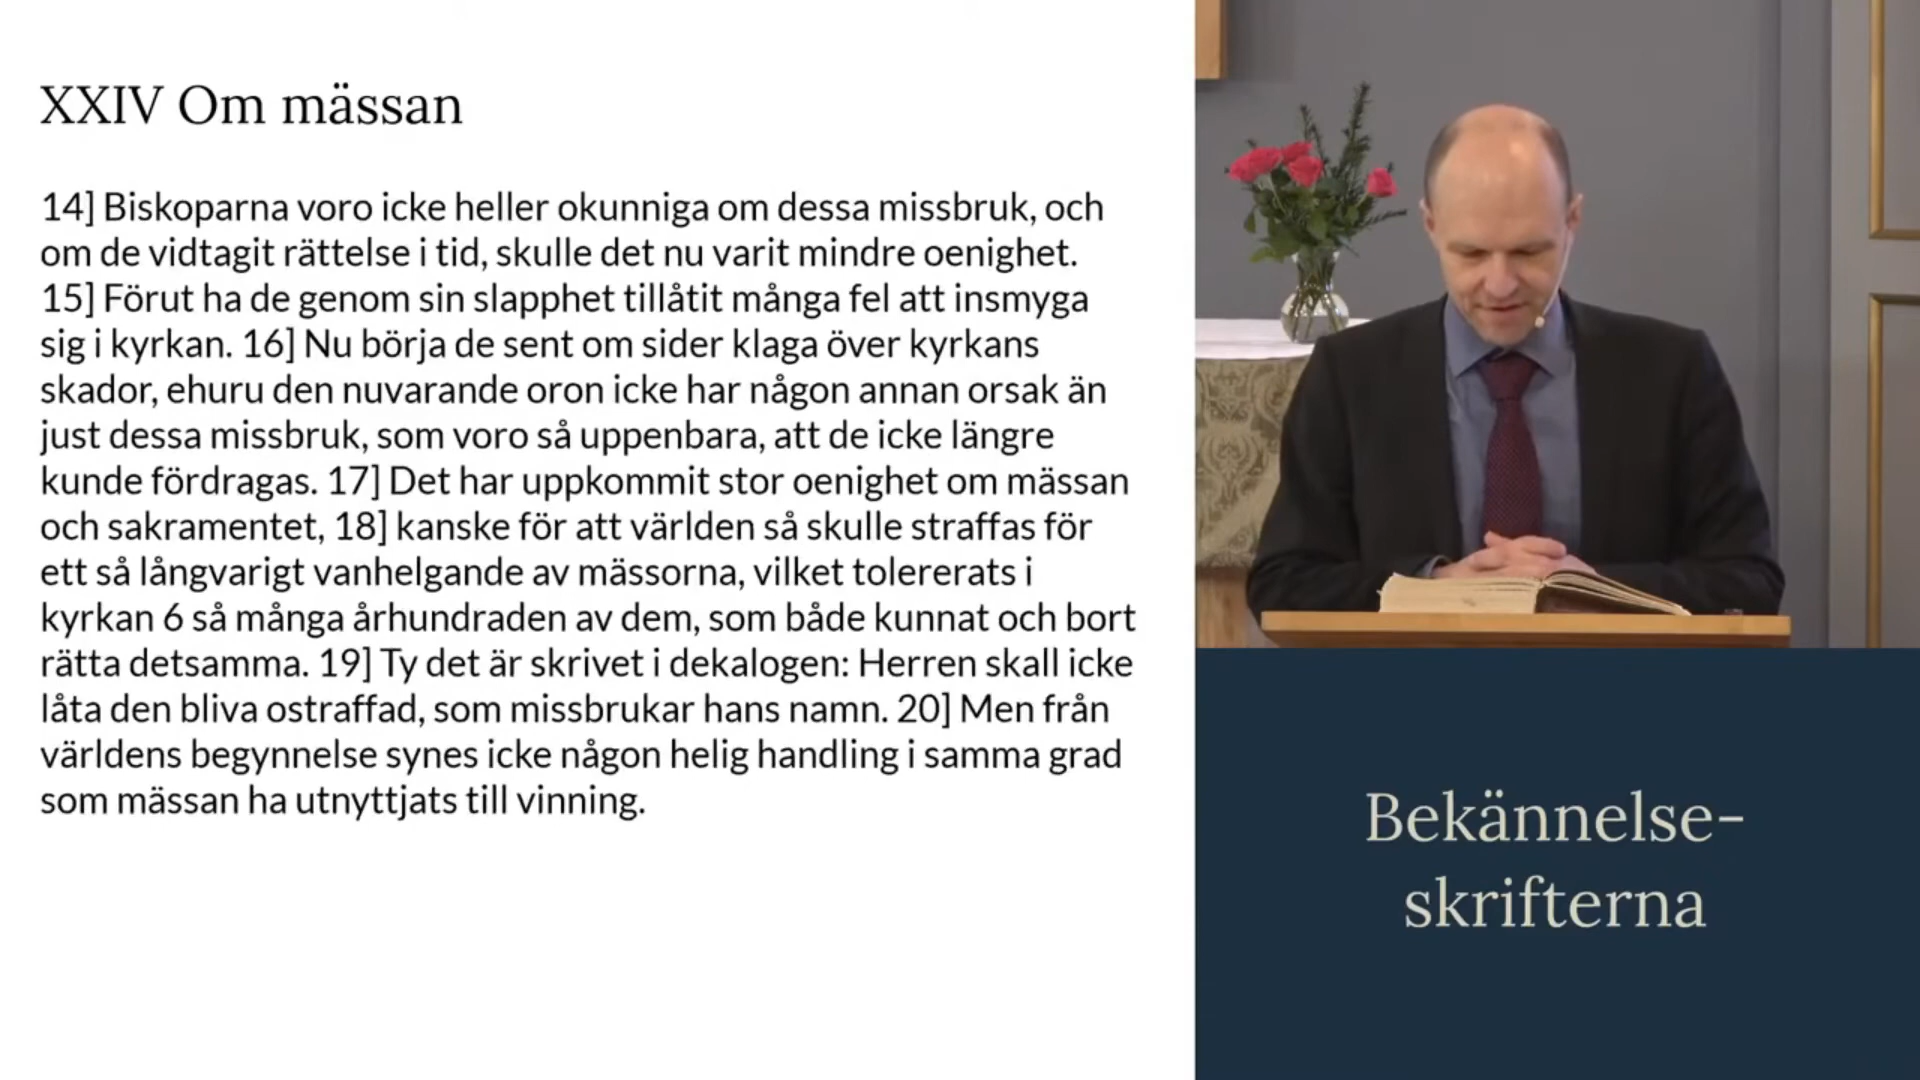 XXIV Om mässan
14] Biskoparna voro icke heller okunniga om dessa missbruk, och
om de vidtagit rättelse i tid, skulle det nu varit mindre oenighet.
15] Förut ha de genom sin slapphet tillåtit många fel att insmyga
sig i kyrkan. 16] Nu börja de sent om sider klaga över kyrkans
skador, ehuru den nuvarande oron icke har någon annan orsak än
just dessa missbruk, som voro så uppenbara, att de icke längre
kunde fördragas. 17] Det har uppkommit stor oenighet om mässan
och sakramentet, 18] kanske för att världen så skulle straffas för
ett så långvarigt vanhelgande av mässorna, vilket tolererats i
kyrkan 6 så många århundraden av dem, som både kunnat och bort
rätta detsamma. 19] Ty det är skrivet i dekalogen: Herren skall icke
låta den bliva ostraffad, som missbrukar hans namn. 20] Men från
världens begynnelse synes icke någon helig handling i samma grad
som mässan ha utnyttjats till vinning.
Bekännelse-
skrifterna